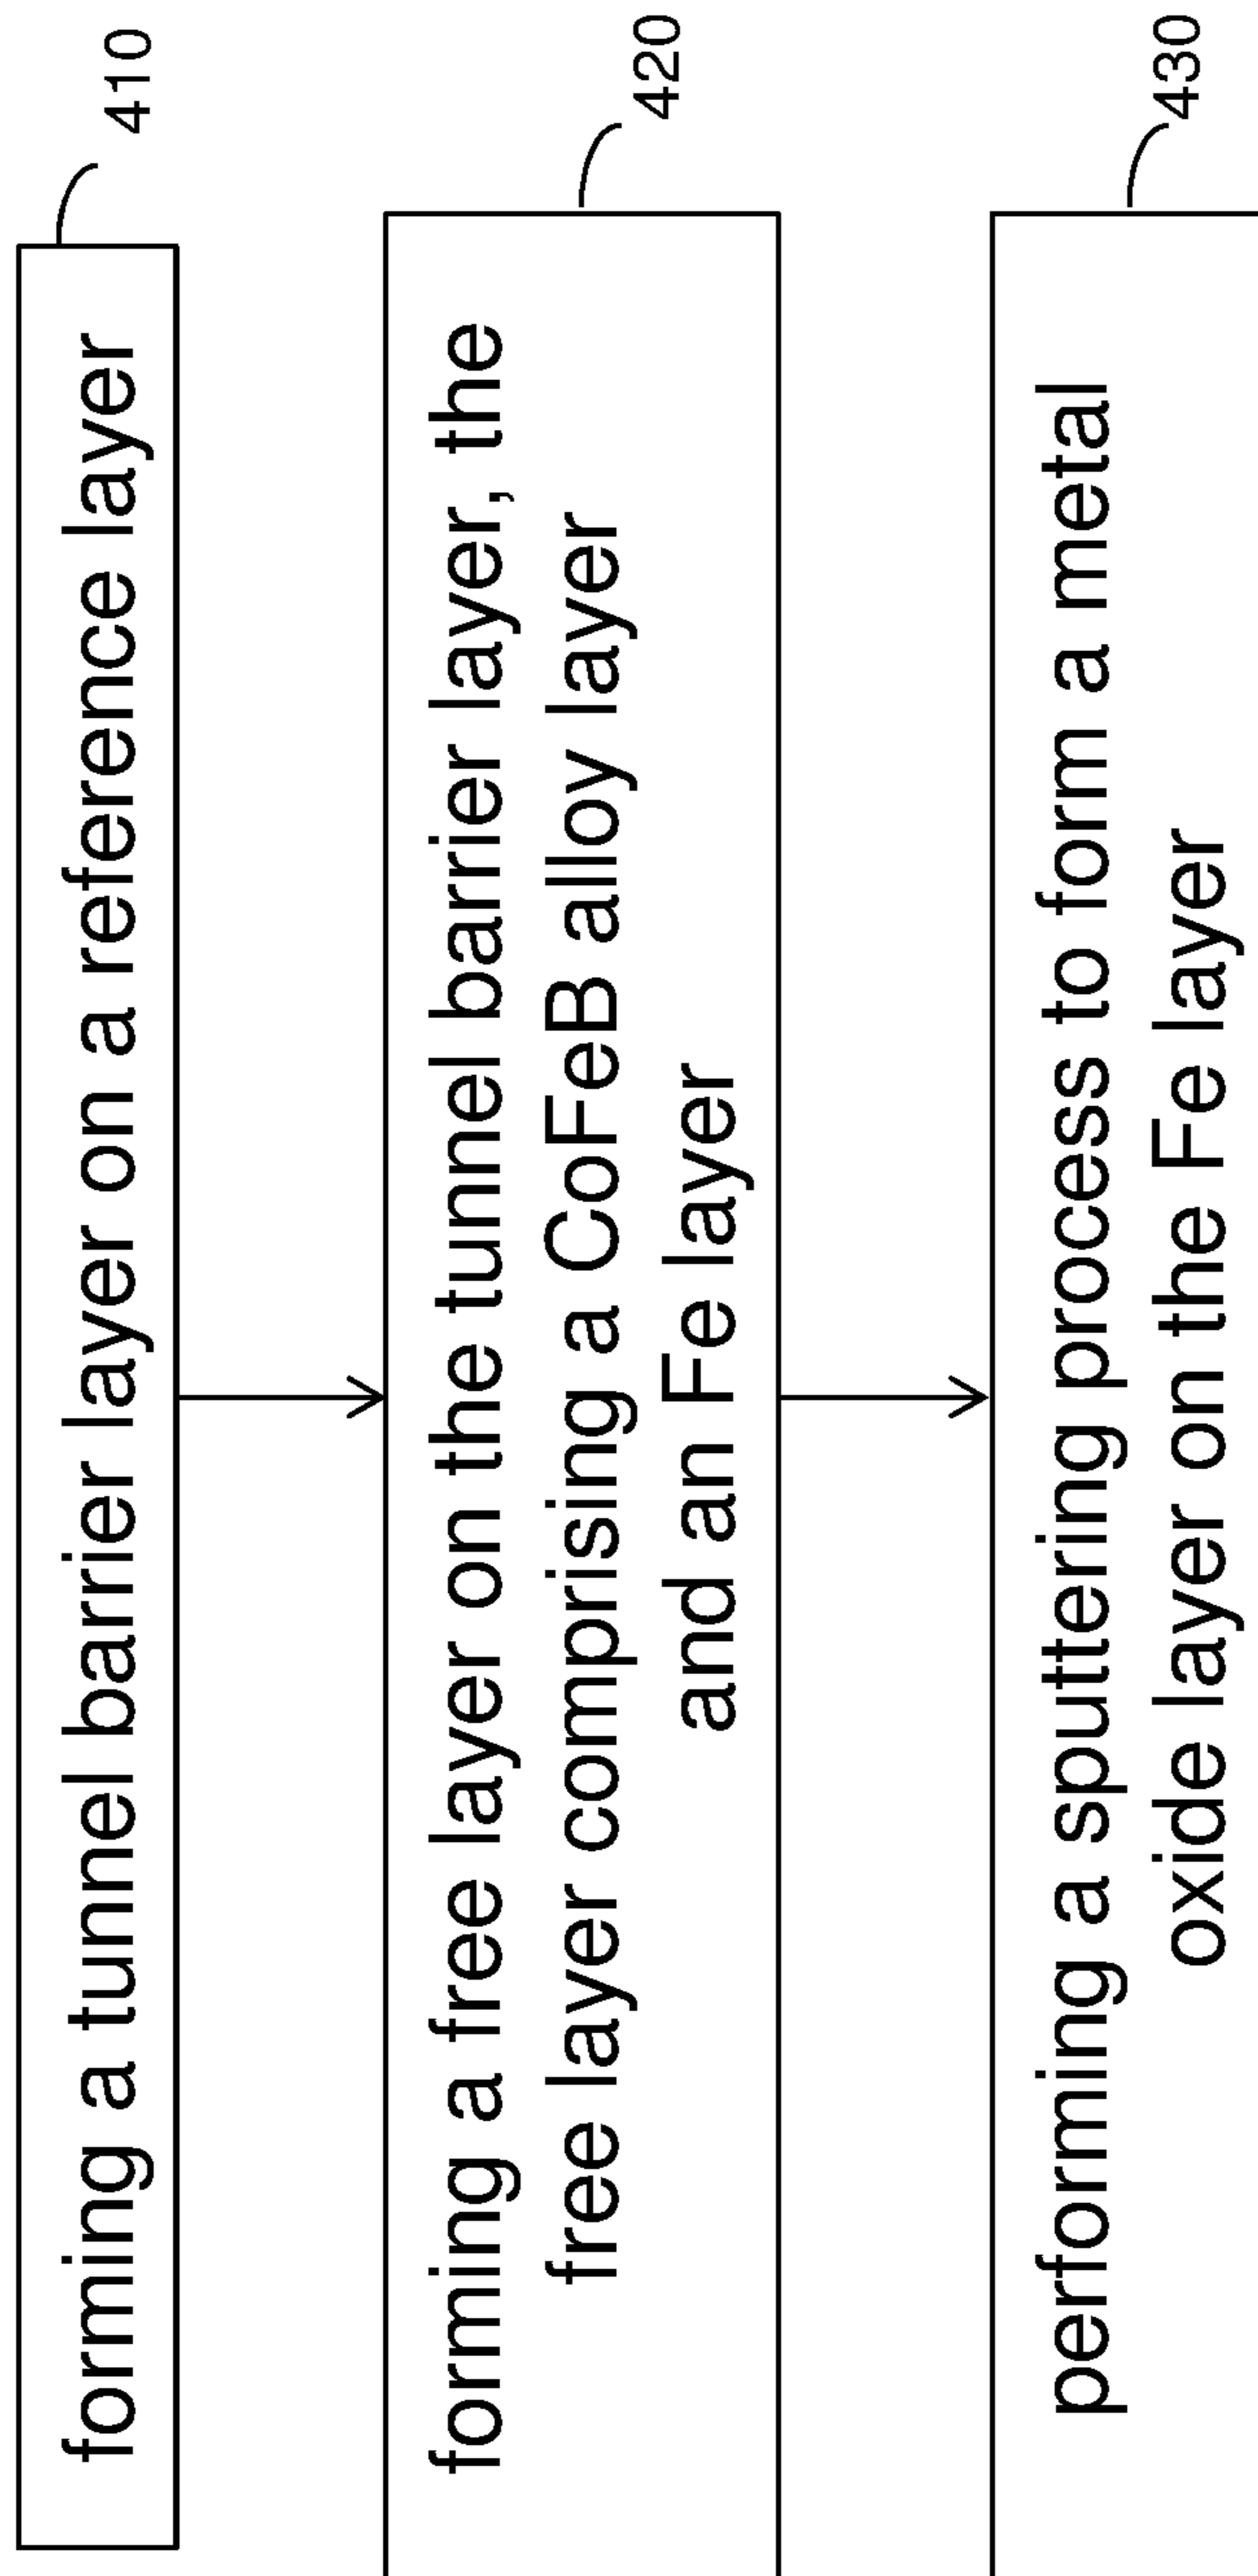 forming a tunnel barrier layer on a reference layer
410
forming a free layer on the tunnel barrier layer, the
free layer comprising a CoFeB alloy layer
and an Fe layer
420
performing a sputtering process to form a metal
oxide layer on the Fe layer
430